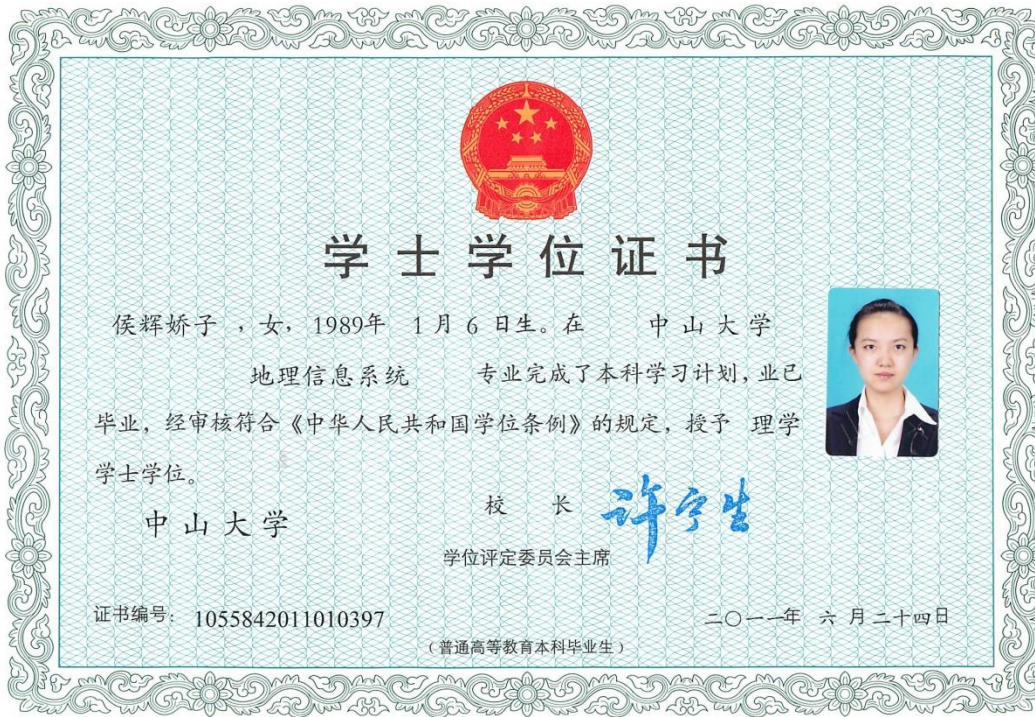 学士学位证书
侯辉娇子 ，女，1989年 1 月 6 日生。在 中山大学
地理信息系统 专业完成了本科学习计划，业已
毕业，经审核符合《中华人民共和国学位条例》的规定，授予 理学
学士学位。
中山大学
校 长 许宁生
学位评定委员会主席
证书编号：1055842011010397
二〇一一年 六 月二十四日
（普通高等教育本科毕业生）